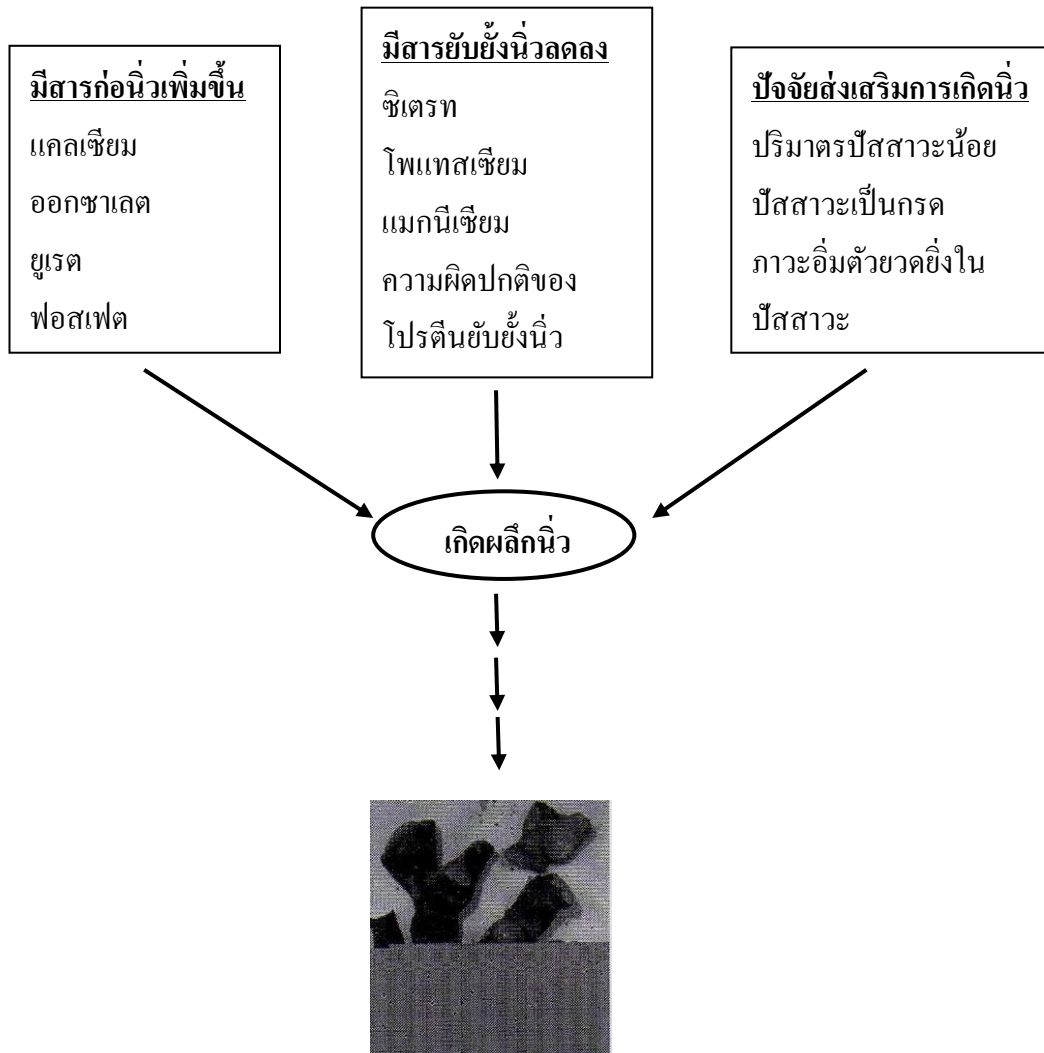 มีสารก่อนิ่วเพิ่มขึ้น
แคลเซียม
ออกซาเลต
ยูเรต
ฟอสเฟต
มีสารยับยั้งนิ่วลดลง
ซิเตรท
โพแทสเซียม
แมกนีเซียม
ความผิดปกติของ
โปรตีนยับยั้งนิ่ว
ปัจจัยส่งเสริมการเกิดนิ่ว
ปริมาตรปัสสาวะน้อย
ปัสสาวะเป็นกรด
ภาวะอิ่มตัวยวดยิ่งใน
ปัสสาวะ
เกิดผลึกนิ่ว